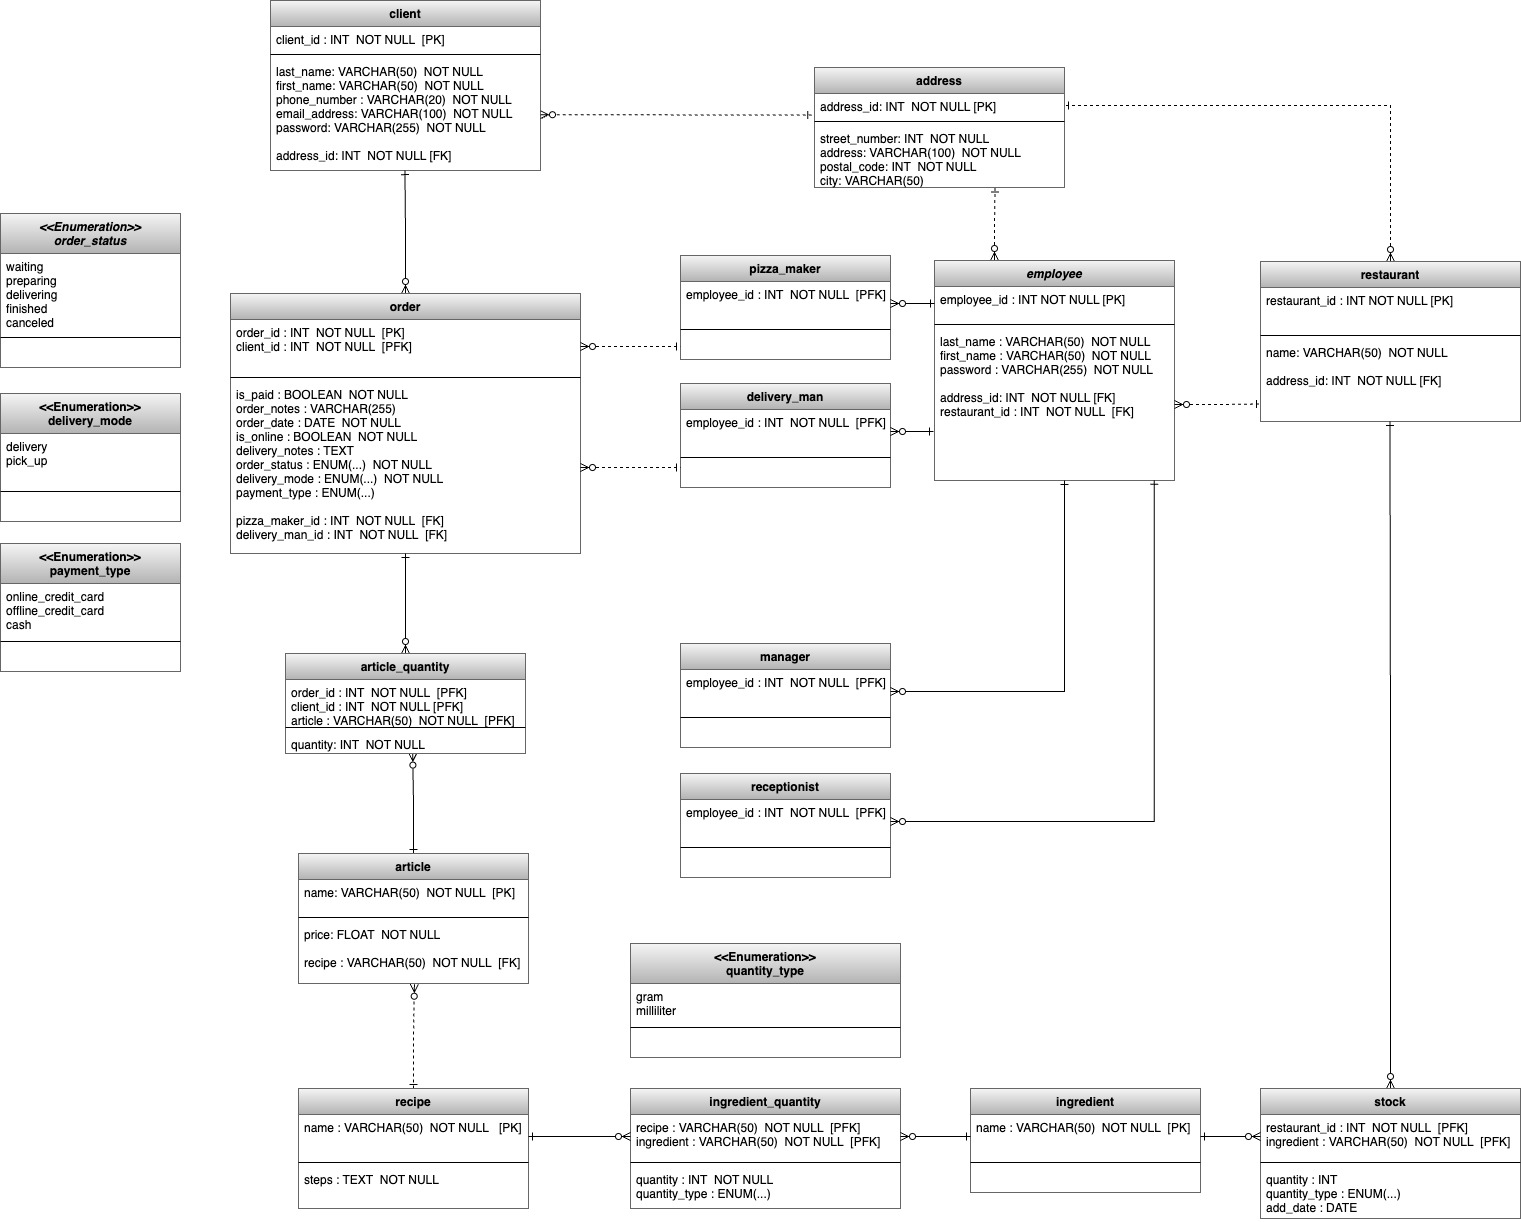 client
client_id : INT  NOT NULL  [PK]
last_name: VARCHAR(50)  NOT NULL
first_name: VARCHAR(50)  NOT NULL
phone_number : VARCHAR(20)  NOT NULL
email_address: VARCHAR(100)  NOT NULL
password: VARCHAR(255)  NOT NULL
address_id: INT  NOT NULL [FK]
address
address_id: INT  NOT NULL [PK]
street_number: INT  NOT NULL
address: VARCHAR(100)  NOT NULL
postal_code: INT  NOT NULL
city: VARCHAR(50)
<<Enumeration>>
order_status
waiting
preparing
delivering
finished
canceled
<<Enumeration>>
delivery_mode
delivery
pick_up
<<Enumeration>>
payment_type
online_credit_card
offline_credit_card
cash
order
order_id : INT  NOT NULL  [PK]
client_id : INT  NOT NULL  [PFK]
is_paid : BOOLEAN  NOT NULL
order_notes : VARCHAR(255)
order_date : DATE  NOT NULL
is_online : BOOLEAN  NOT NULL
delivery_notes : TEXT
order_status : ENUM(...)  NOT NULL
delivery_mode : ENUM(...)  NOT NULL
payment_type : ENUM(...)
pizza_maker_id : INT  NOT NULL  [FK]
delivery_man_id : INT  NOT NULL  [FK]
pizza_maker
employee_id : INT  NOT NULL  [PFK]
delivery_man
employee_id : INT  NOT NULL  [PFK]
employee
employee_id : INT NOT NULL [PK]
last_name : VARCHAR(50)  NOT NULL
first_name : VARCHAR(50)  NOT NULL
password : VARCHAR(255)  NOT NULL
address_id: INT  NOT NULL [FK]
restaurant_id : INT  NOT NULL  [FK]
restaurant
restaurant_id : INT NOT NULL [PK]
name: VARCHAR(50)  NOT NULL
address_id: INT  NOT NULL [FK]
manager
employee_id : INT  NOT NULL  [PFK]
receptionist
employee_id : INT  NOT NULL  [PFK]
article_quantity
order_id : INT  NOT NULL  [PFK]
client_id : INT  NOT NULL [PFK]
article : VARCHAR(50)  NOT NULL  [PFK]
quantity: INT  NOT NULL
article
name: VARCHAR(50)  NOT NULL  [PK]
price: FLOAT  NOT NULL
recipe : VARCHAR(50)  NOT NULL  [FK]
<<Enumeration>>
quantity_type
gram
milliliter
recipe
name : VARCHAR(50)  NOT NULL   [PK]
steps : TEXT  NOT NULL
ingredient_quantity
recipe : VARCHAR(50)  NOT NULL  [PFK]
ingredient : VARCHAR(50)  NOT NULL  [PFK]
quantity : INT  NOT NULL
quantity_type : ENUM(...)
ingredient
name : VARCHAR(50)  NOT NULL  [PK]
stock
restaurant_id : INT  NOT NULL  [PFK]
ingredient : VARCHAR(50)  NOT NULL  [PFK]
quantity : INT
quantity_type : ENUM(...)
add_date : DATE